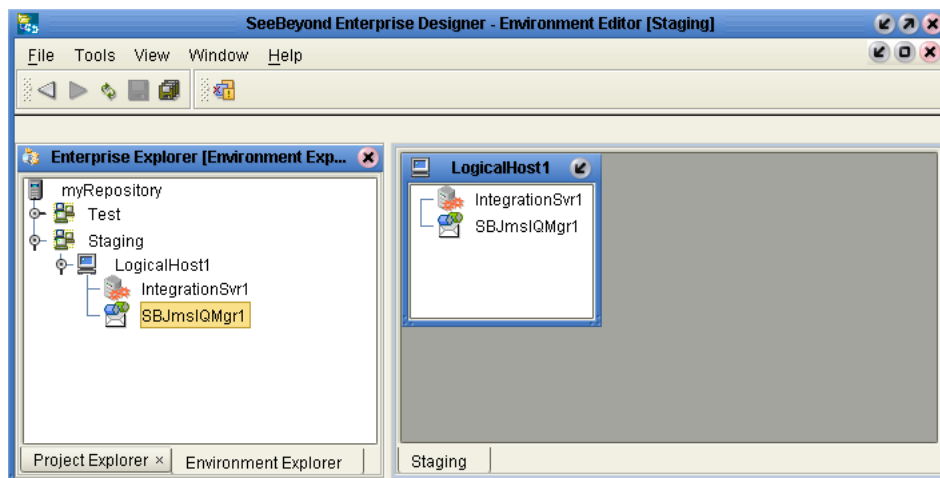 SeeBeyond Enterprise Designer - Environment Editor [Staging]
File Tools View Window Help
Enterprise Explorer [Environment Exp...
myRepository
Test
Staging
LogicalHost1
IntegrationSvr1
SBJmsIQMgr1
Project Explorer ×
Environment Explorer
LogicalHost1
IntegrationSvr1
SBJmsIQMgr1
Staging